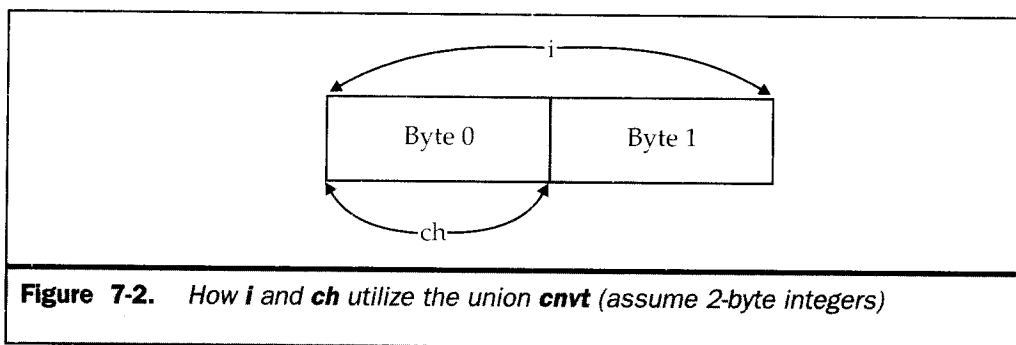 i
Byte 0 Byte 1
ch
Figure 7-2. How i and ch utilize the union cnvt (assume 2-byte integers)